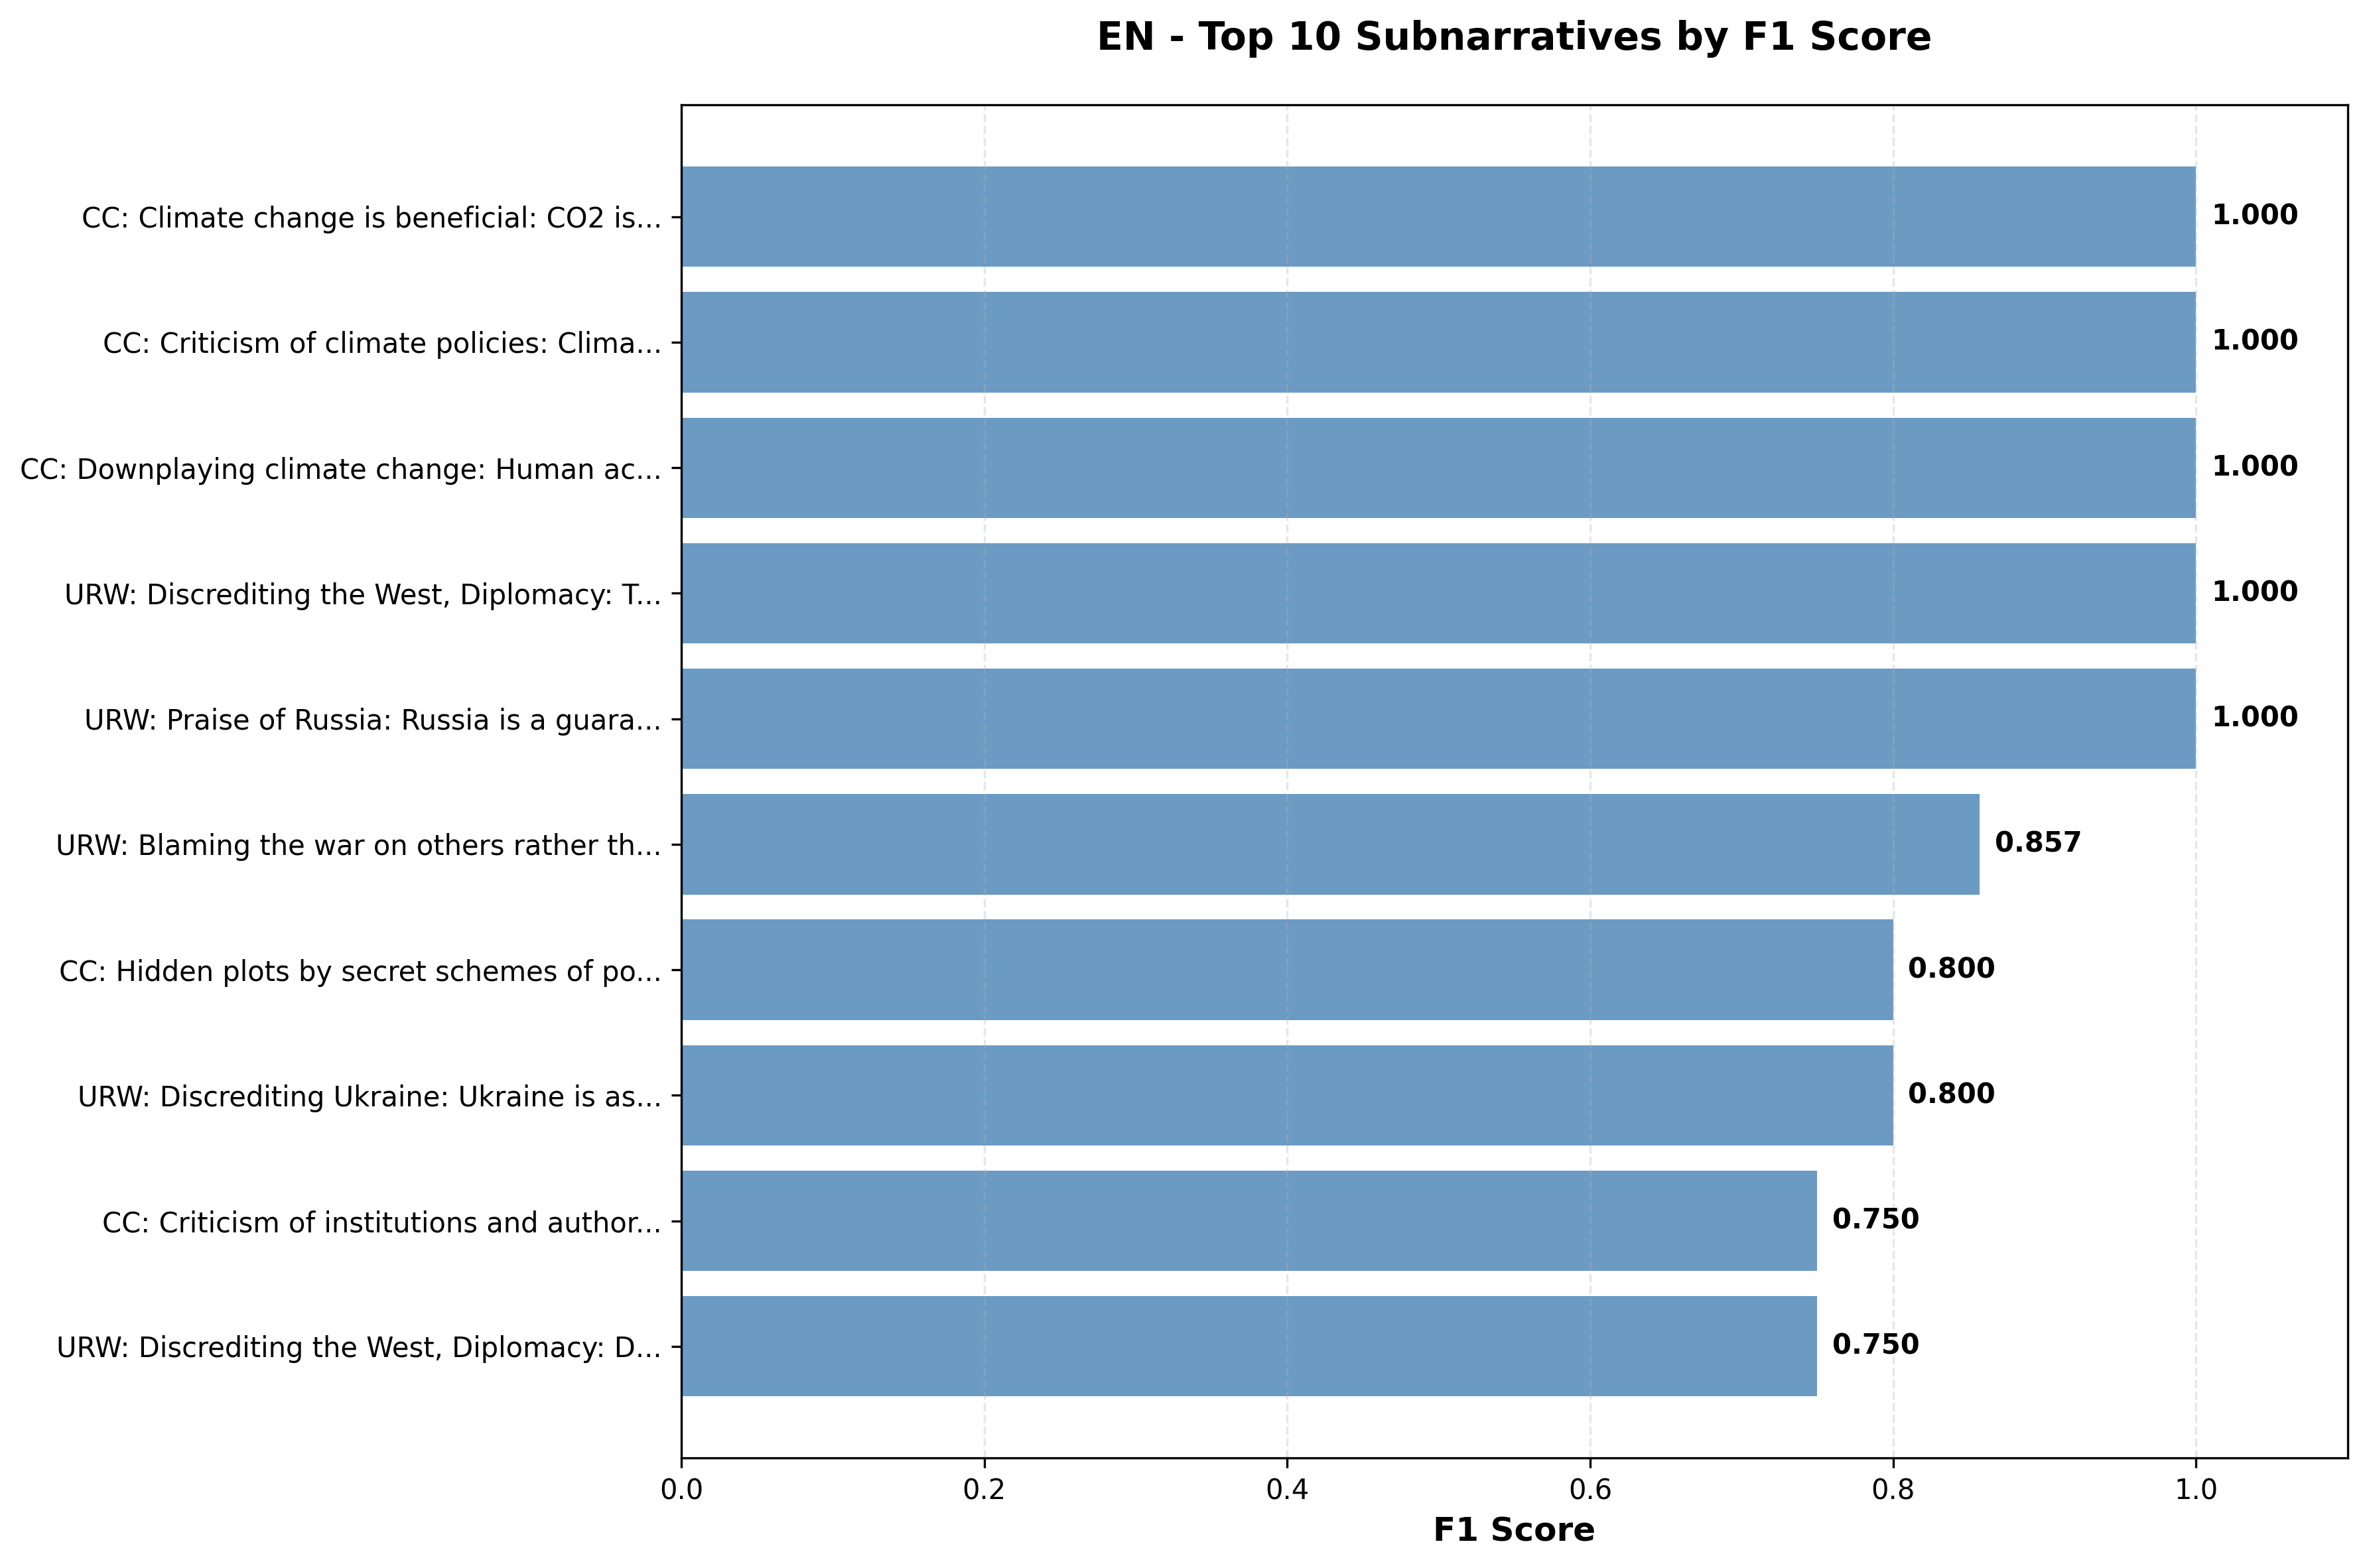 EN - Top 10 Subnarratives by F1 Score
CC: Climate change is beneficial: CO2 is...
1.000
CC: Criticism of climate policies: Clima...
1.000
CC: Downplaying climate change: Human ac...
1.000
URW: Discrediting the West, Diplomacy: T...
1.000
URW: Praise of Russia: Russia is a guara...
1.000
URW: Blaming the war on others rather th...
0.857
CC: Hidden plots by secret schemes of po...
0.800
URW: Discrediting Ukraine: Ukraine is as...
0.800
CC: Criticism of institutions and author...
0.750
URW: Discrediting the West, Diplomacy: D...
0.750
0.0 0.2 0.4 0.6 0.8 1.0
F1 Score